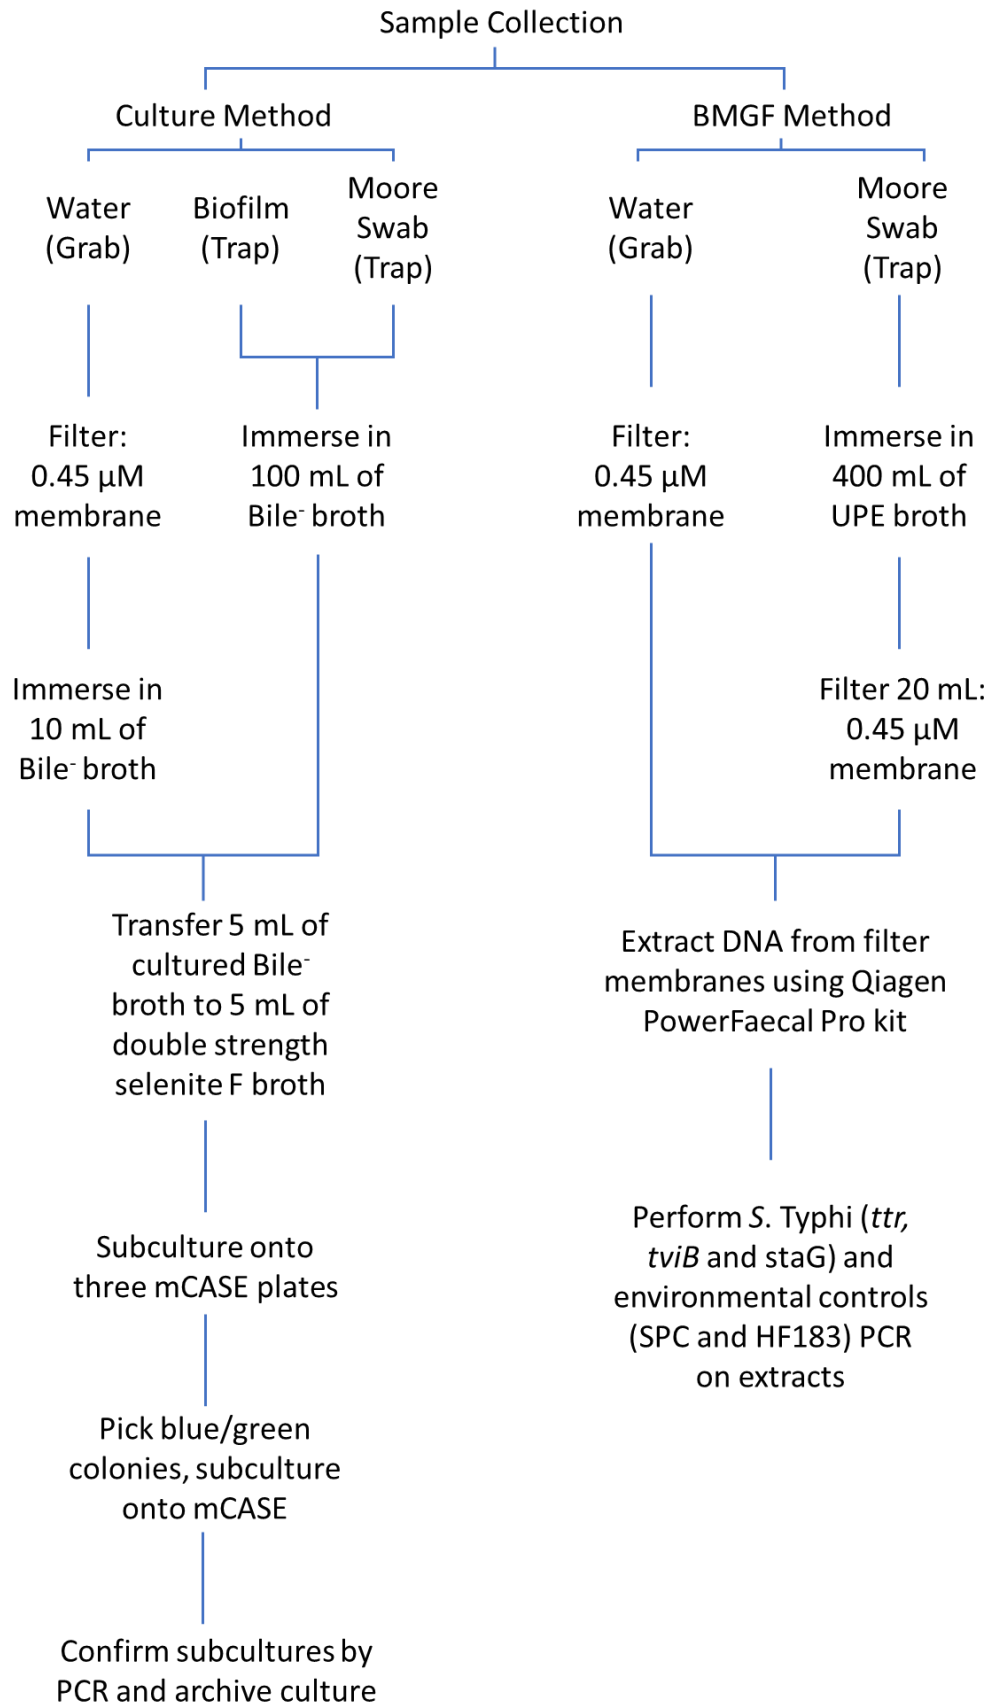 Sample Collection
Culture Method
BMGF Method
Water
(Grab)
Biofilm
(Trap)
Moore
Swab
(Trap)
Water
(Grab)
Moore
Swab
(Trap)
Filter:
0.45 µM
membrane
Immerse in
100 mL of
Bile⁻ broth
Filter:
0.45 µM
membrane
Immerse in
400 mL of
UPE broth
Immerse in
10 mL of
Bile⁻ broth
Filter 20 mL:
0.45 µM
membrane
Transfer 5 mL of
cultured Bile⁻
broth to 5 mL of
double strength
selenite F broth
Extract DNA from filter
membranes using Qiagen
PowerFaecal Pro kit
Subculture onto
three mCASE plates
Perform S. Typhi (ttr,
tviB and staG) and
environmental controls
(SPC and HF183) PCR
on extracts
Pick blue/green
colonies, subculture
onto mCASE
Confirm subcultures by
PCR and archive culture